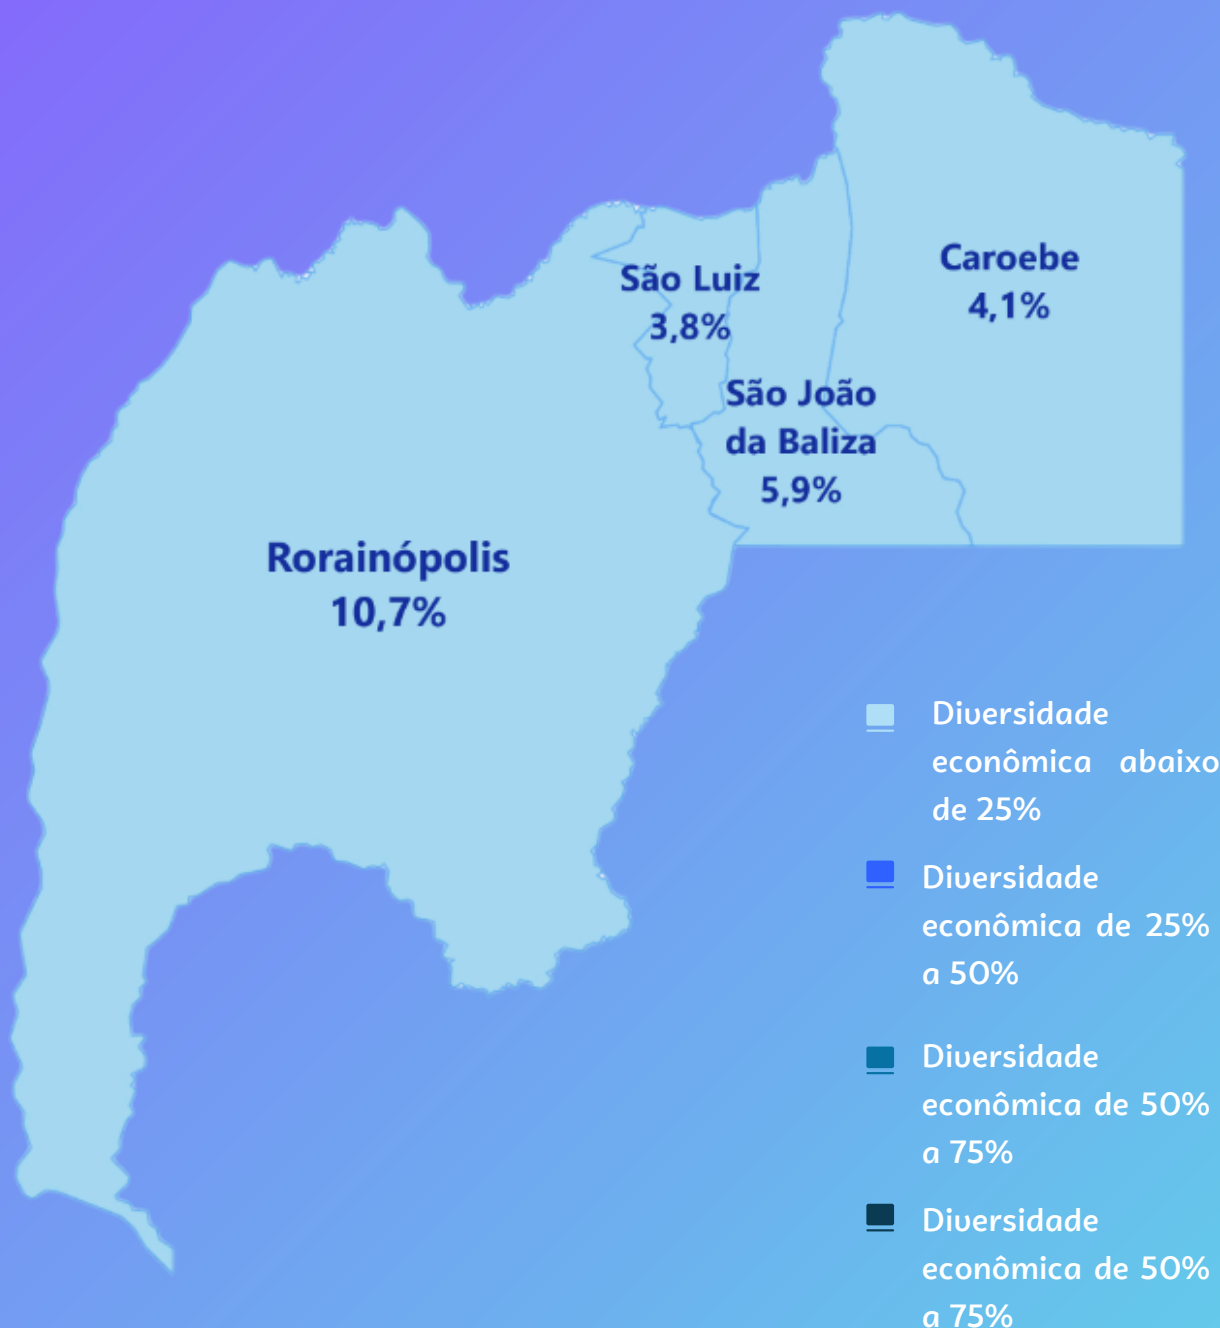 Caroebe
4,1%
São Luiz
3,8%
São João
da Baliza
5,9%
Rorainópolis
10,7%
Diversidade
econômica abaixo
de 25%
Diversidade
econômica de 25%
a 50%
Diversidade
econômica de 50%
a 75%
Diversidade
econômica de 50%
a 75%